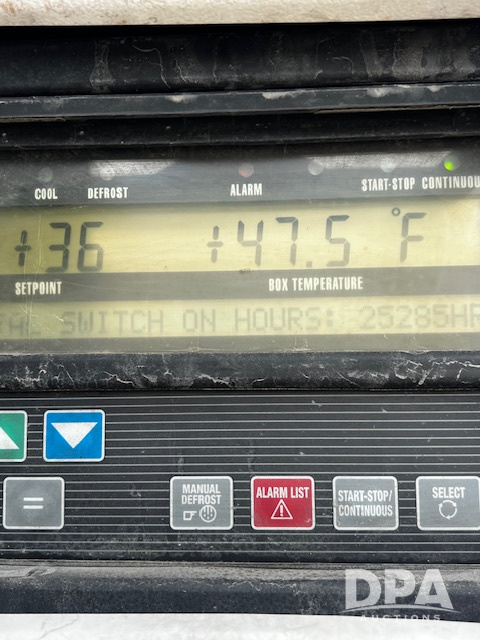 COOL DEFROST ALARM START-STOP CONTINUOU
+36 +47.5 °F
SETPOINT BOX TEMPERATURE
SWITCH ON HOURS: 25285HR
=
MANUAL DEFROST
ALARM LIST
START-STOP/ CONTINUOUS
SELECT
DPA
AUCTIONS